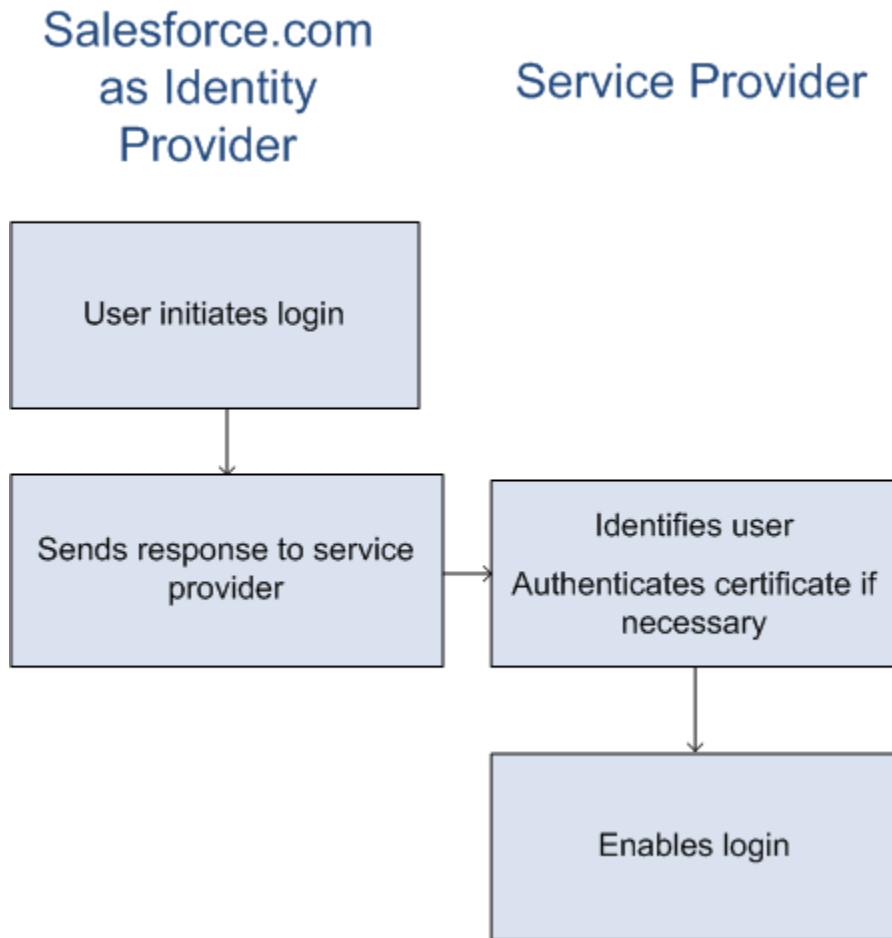 Salesforce.com
as Identity
Provider
Service Provider
User initiates login
Sends response to service
provider
Identifies user
Authenticates certificate if
necessary
Enables login